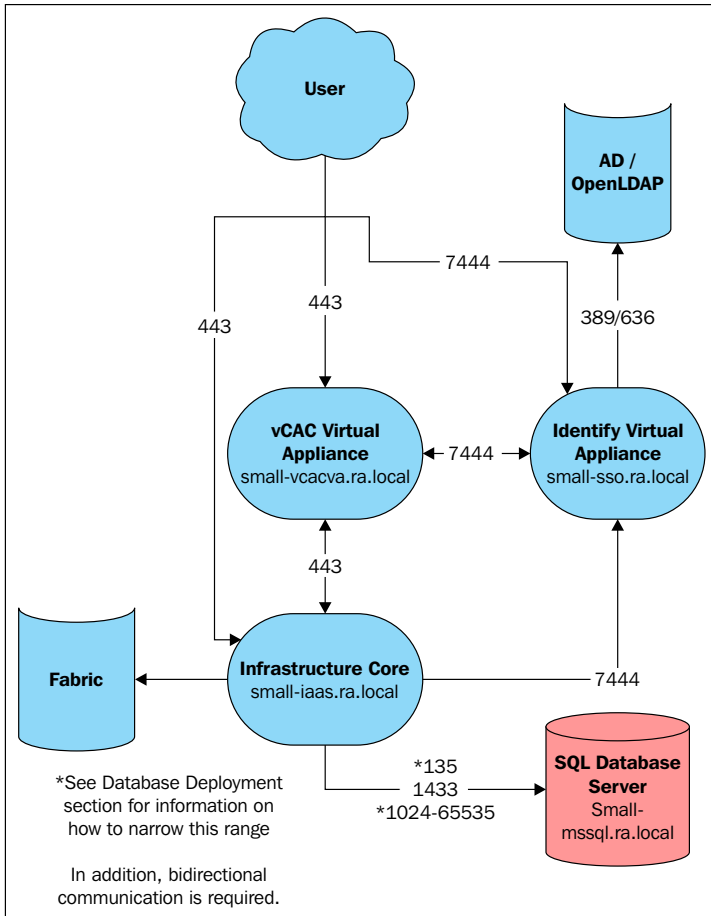 User
AD /
OpenLDAP
7444
443
443
389/636
vCAC Virtual
Appliance
small-vcacva.ra.local
7444
Identify Virtual
Appliance
small-sso.ra.local
443
Fabric
Infrastructure Core
small-iaas.ra.local
7444
*135
1433
*1024-65535
SQL Database
Server
Small-
mssql.ra.local
*See Database Deployment
section for information on
how to narrow this range
In addition, bidirectional
communication is required.